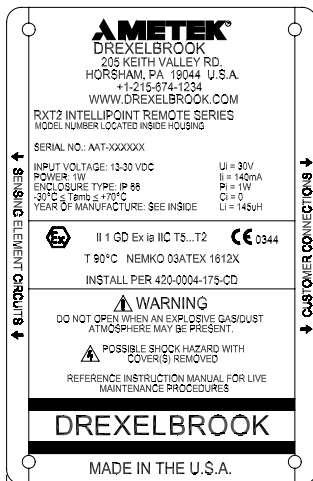 AMETEK®
DREXELBROOK
205 KEITH VALLEY RD.
HORSHAM, PA 19044 U.S.A.
+1-215-674-1234
WWW.DREXELBROOK.COM
RXT2 INTELLIPOINT REMOTE SERIES
MODEL NUMBER LOCATED INSIDE HOUSING
SERIAL NO.: AAT-XXXXXX
INPUT VOLTAGE: 13-30 VDC Ui = 30V
POWER: 1W Ii = 140mA
ENCLOSURE TYPE: IP 66 Pi = 1W
-30°C ≤ Tamb ≤ +70°C Ci = 0
YEAR OF MANUFACTURE: SEE INSIDE Li = 145uH
← SENSING ELEMENT CIRCUITS →
← CUSTOMER CONNECTIONS →
Ex II 1 GD Ex ia IIC T5...T2 CE 0344
T 90°C NEMKO 03ATEX 1612X
INSTALL PER 420-0004-175-CD
WARNING
DO NOT OPEN WHEN AN EXPLOSIVE GAS/DUST
ATMOSPHERE MAY BE PRESENT.
POSSIBLE SHOCK HAZARD WITH
COVER(S) REMOVED
REFERENCE INSTRUCTION MANUAL FOR LIVE
MAINTENANCE PROCEDURES
DREXELBROOK
MADE IN THE U.S.A.